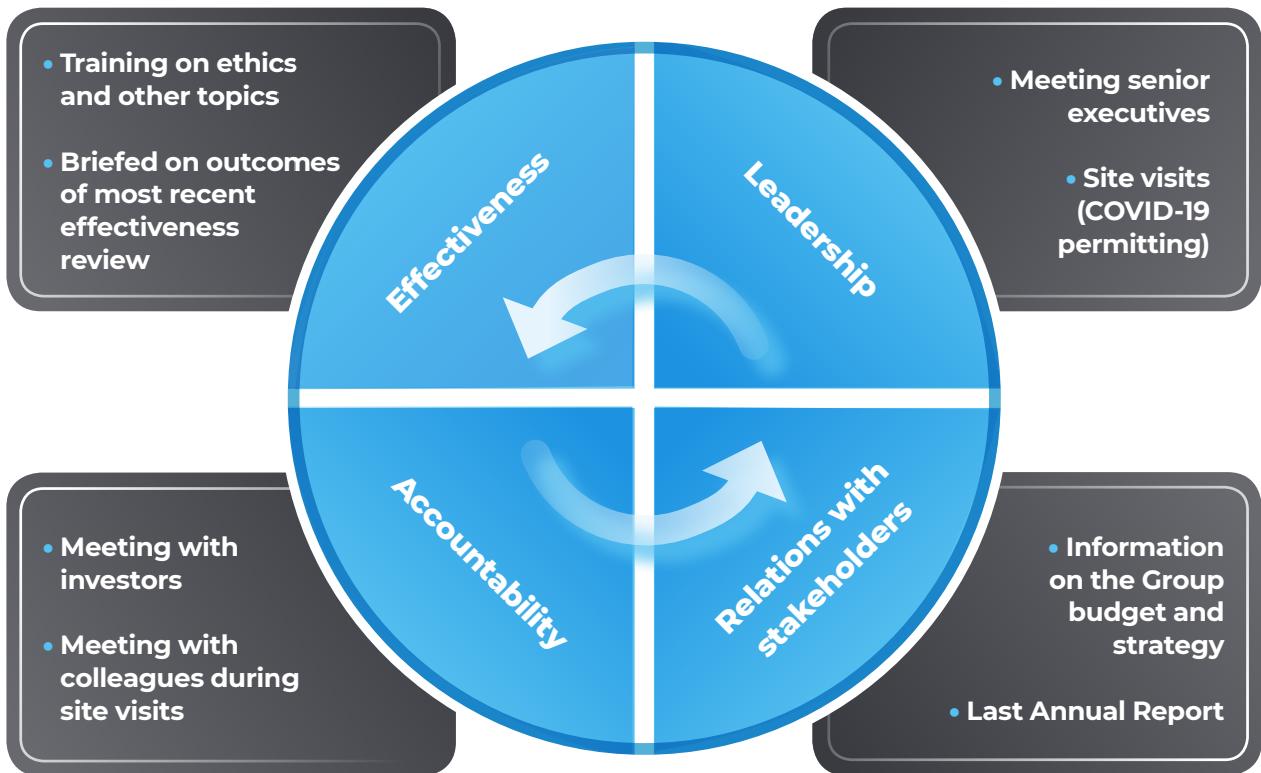 • Training on ethics
and other topics
• Briefed on outcomes
of most recent
effectiveness
review
Effectiveness
Leadership
• Meeting senior
executives
• Site visits
(COVID-19
permitting)
• Meeting with
investors
• Meeting with
colleagues during
site visits
Accountability
Relations with
stakeholders
• Information
on the Group
budget and
strategy
• Last Annual Report